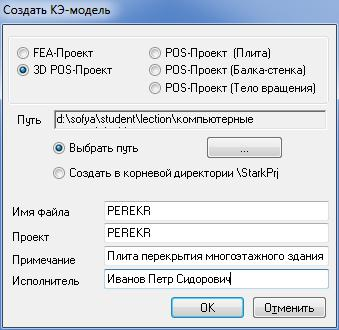 Создать КЭ-модель
FEA-Проект
POS-Проект (Плита)
3D POS-Проект
POS-Проект (Балка-стенка)
POS-Проект (Тело вращения)
Путь
d:\sofya\student\lection\компьютерные
Выбрать путь
...
Создать в корневой директории \StarkPrj
Имя файла
PEREKR
Проект
PEREKR
Примечание
Плита перекрытия многоэтажного здания
Исполнитель
Иванов Петр Сидорович
OK
Отменить